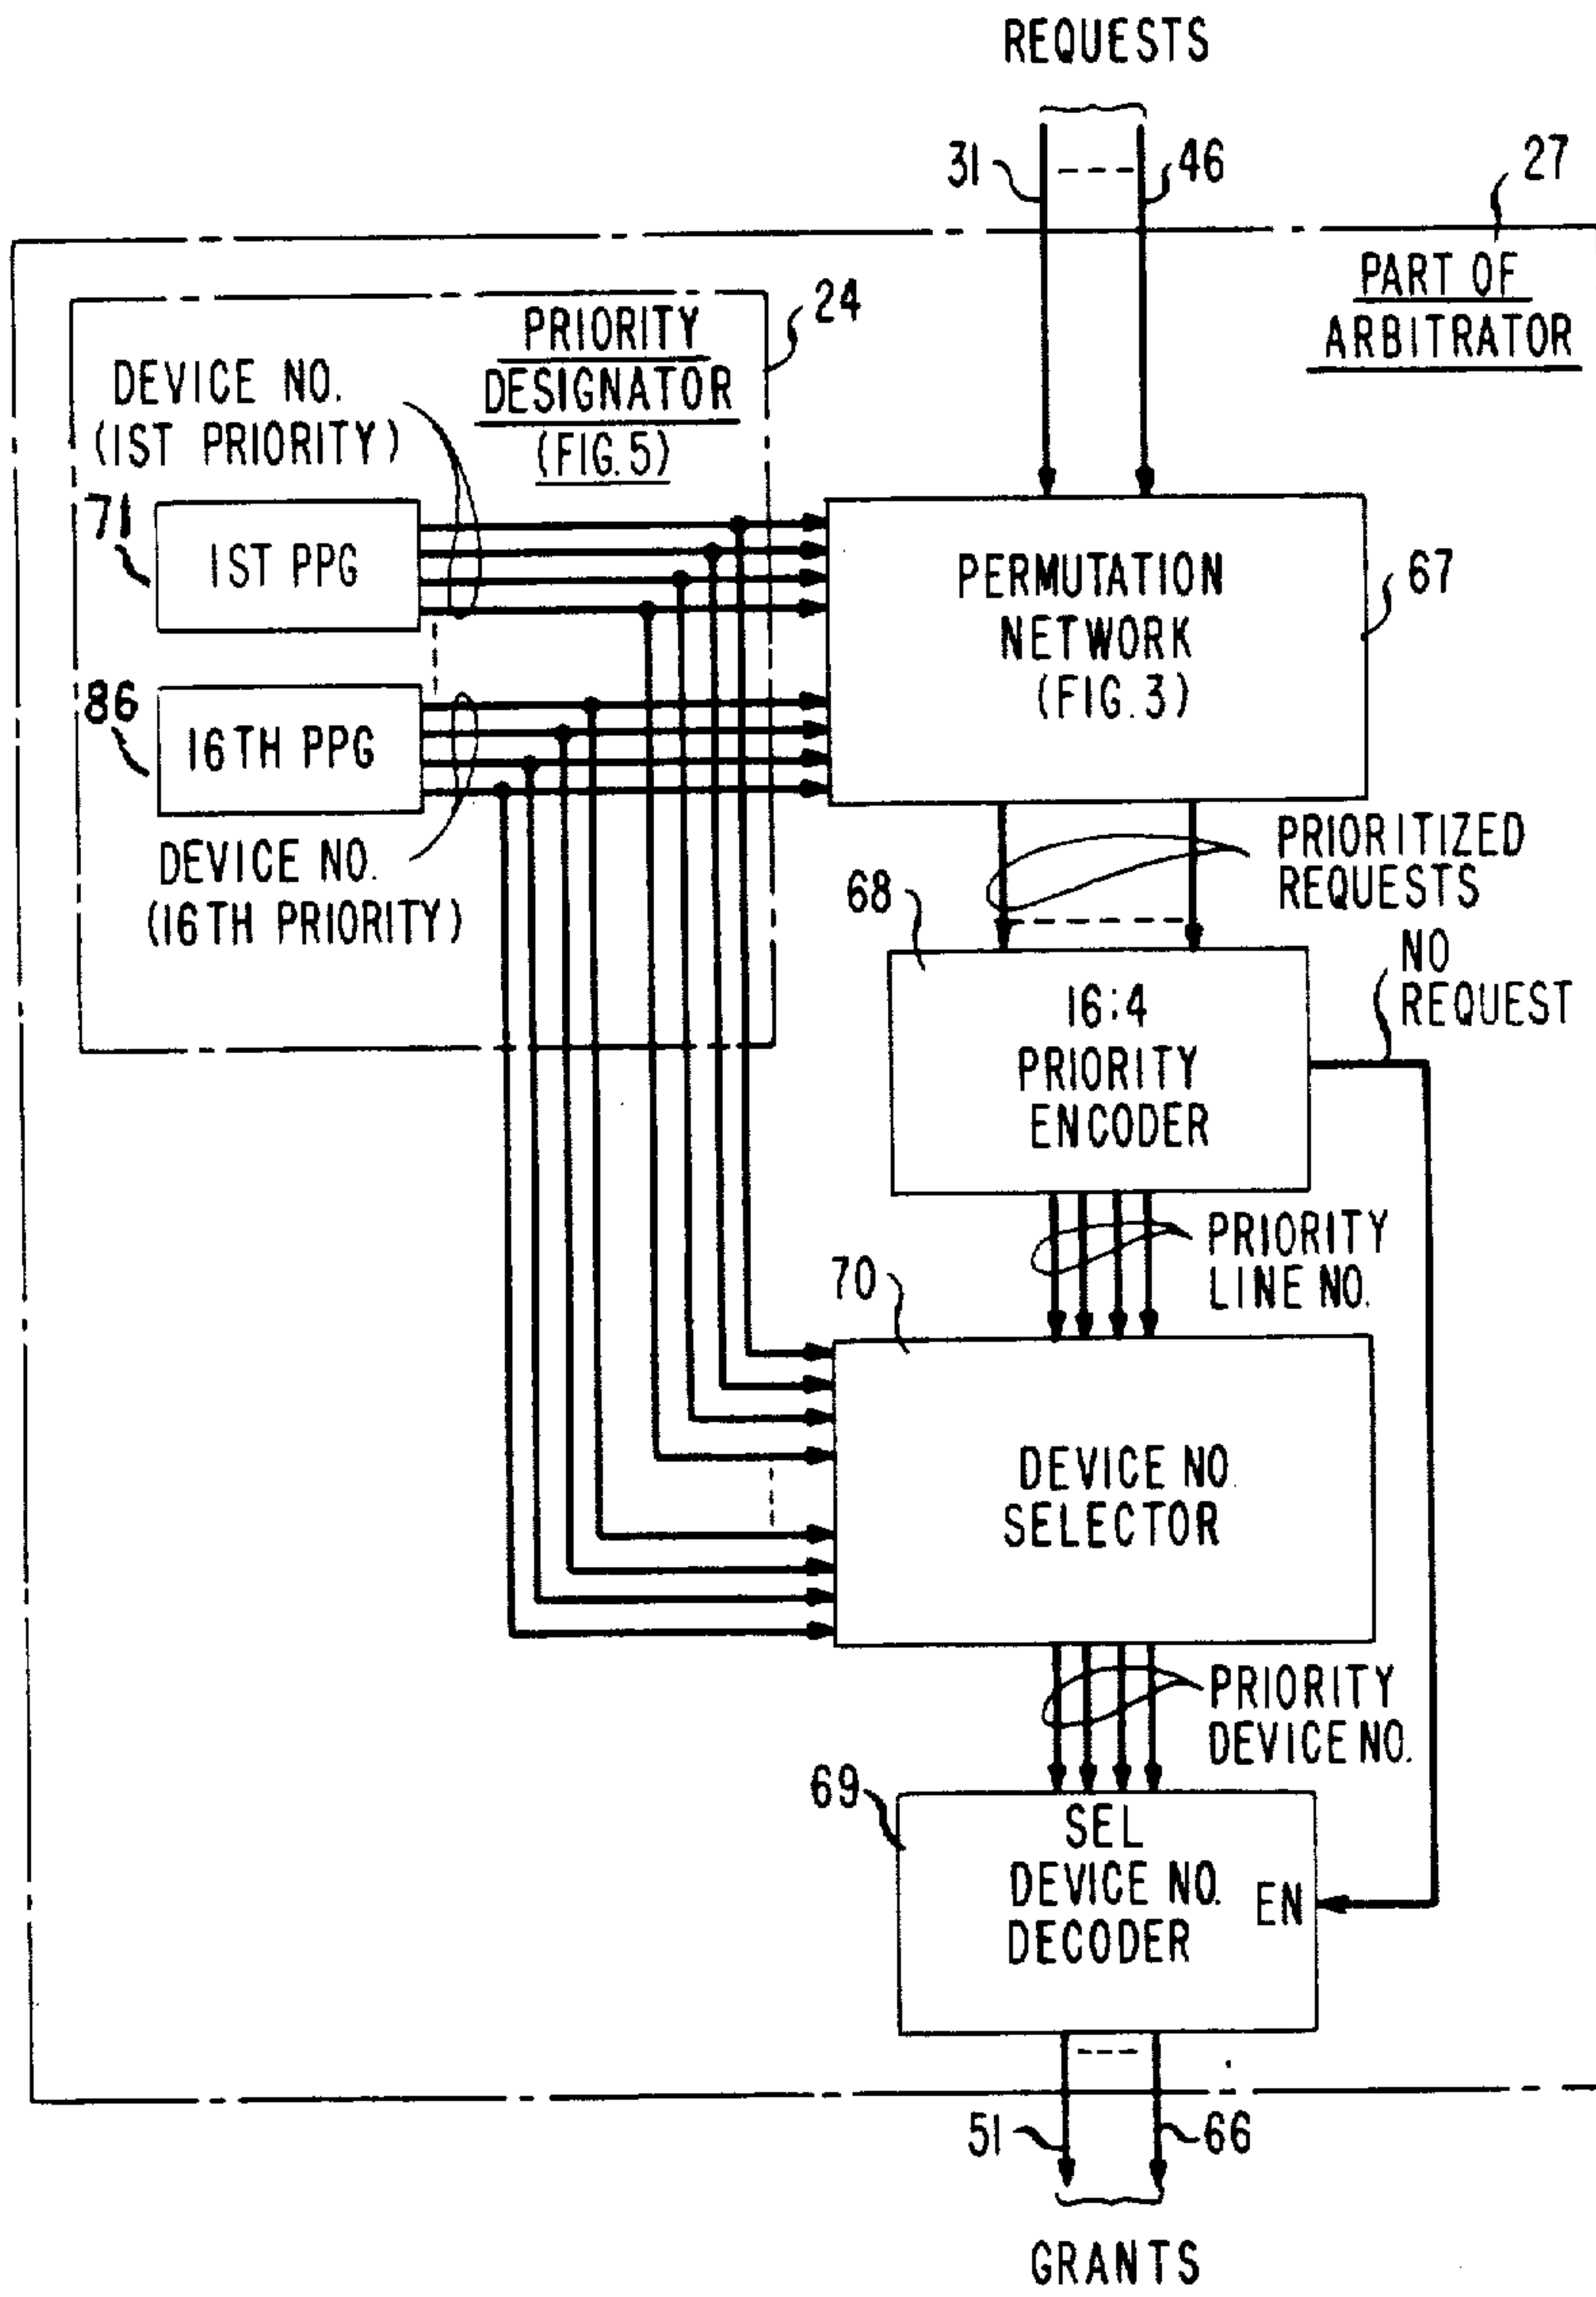 REQUESTS
31
46
27
PART OF
ARBITRATOR
24
PRIORITY
DESIGNATOR
(FIG. 5)
DEVICE NO.
(1ST PRIORITY)
71
1ST PPG
86
16TH PPG
DEVICE NO.
(16TH PRIORITY)
PERMUTATION
NETWORK
(FIG. 3)
67
PRIORITIZED
REQUESTS
68
16:4
PRIORITY
ENCODER
NO
REQUEST
PRIORITY
LINE NO.
70
DEVICE NO.
SELECTOR
PRIORITY
DEVICE NO.
69
SEL
DEVICE NO.
DECODER
EN
51
66
GRANTS